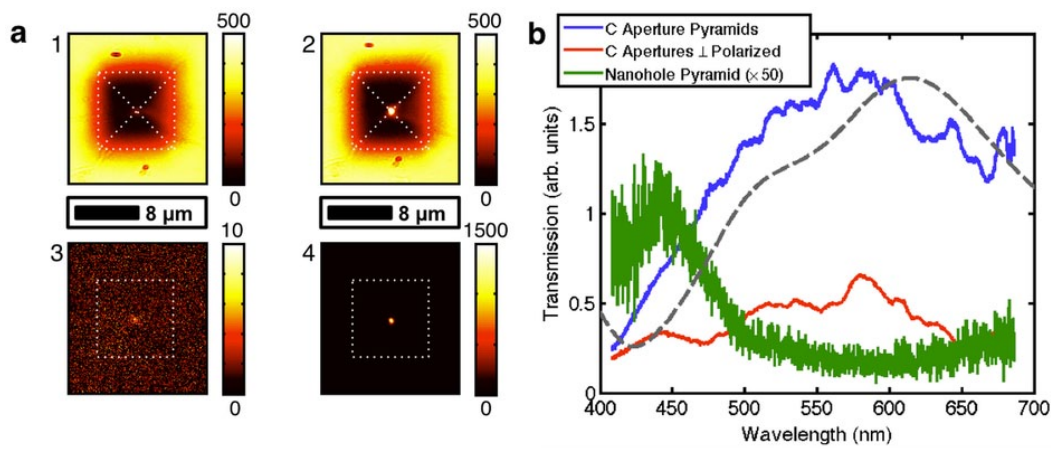 a
1
500
0
2
500
0
8 μm
8 μm
3
10
0
4
1500
0
b
C Aperture Pyramids
C Apertures ⊥ Polarized
Nanohole Pyramid (×50)
Transmission (arb. units)
1.5
1
0.5
0
400 450 500 550 600 650 700
Wavelength (nm)